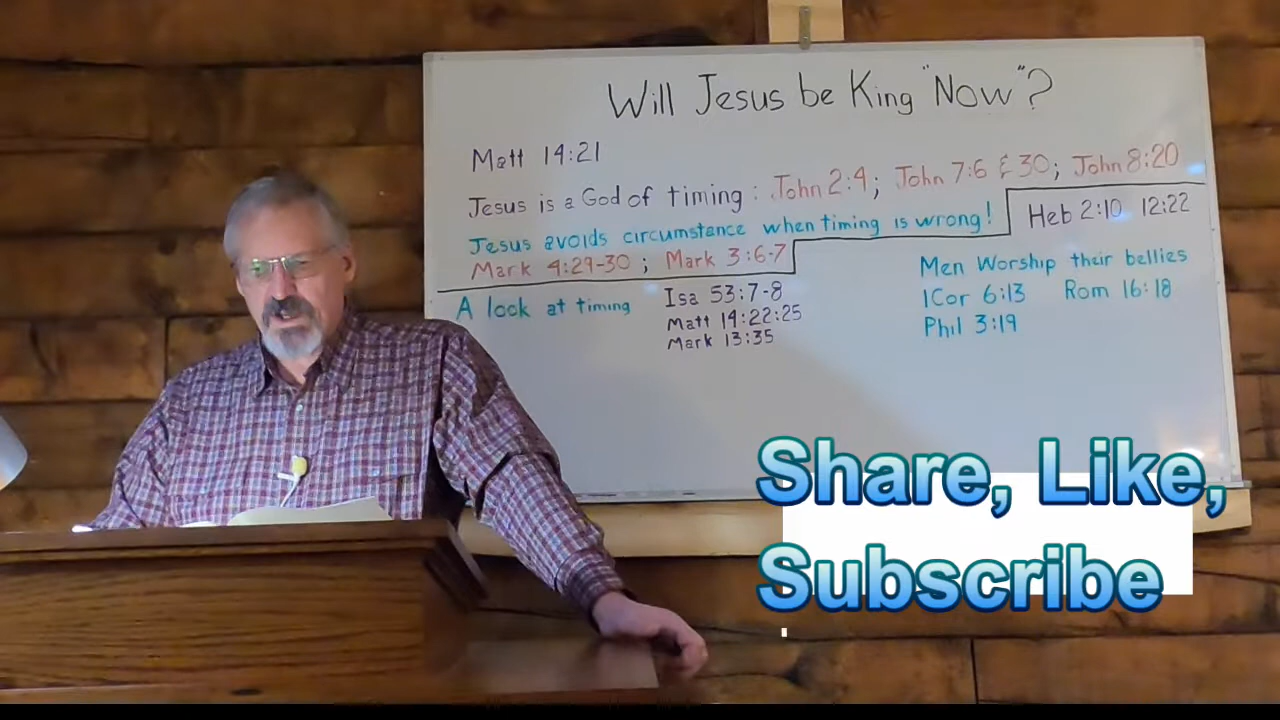 Will Jesus be King "Now"?
Matt 14:21
Jesus is a God of timing : John 2:4; John 7:6 & 30; John 8:20
Jesus avoids circumstance when timing is wrong!
Mark 4:29-30 ; Mark 3:6-7
Heb 2:10 12:22
A look at timing
Isa 53:7-8
Matt 14:22:25
Mark 13:35
Men Worship their bellies
1Cor 6:13 Rom 16:18
Phil 3:19
Share, Like,
Subscribe